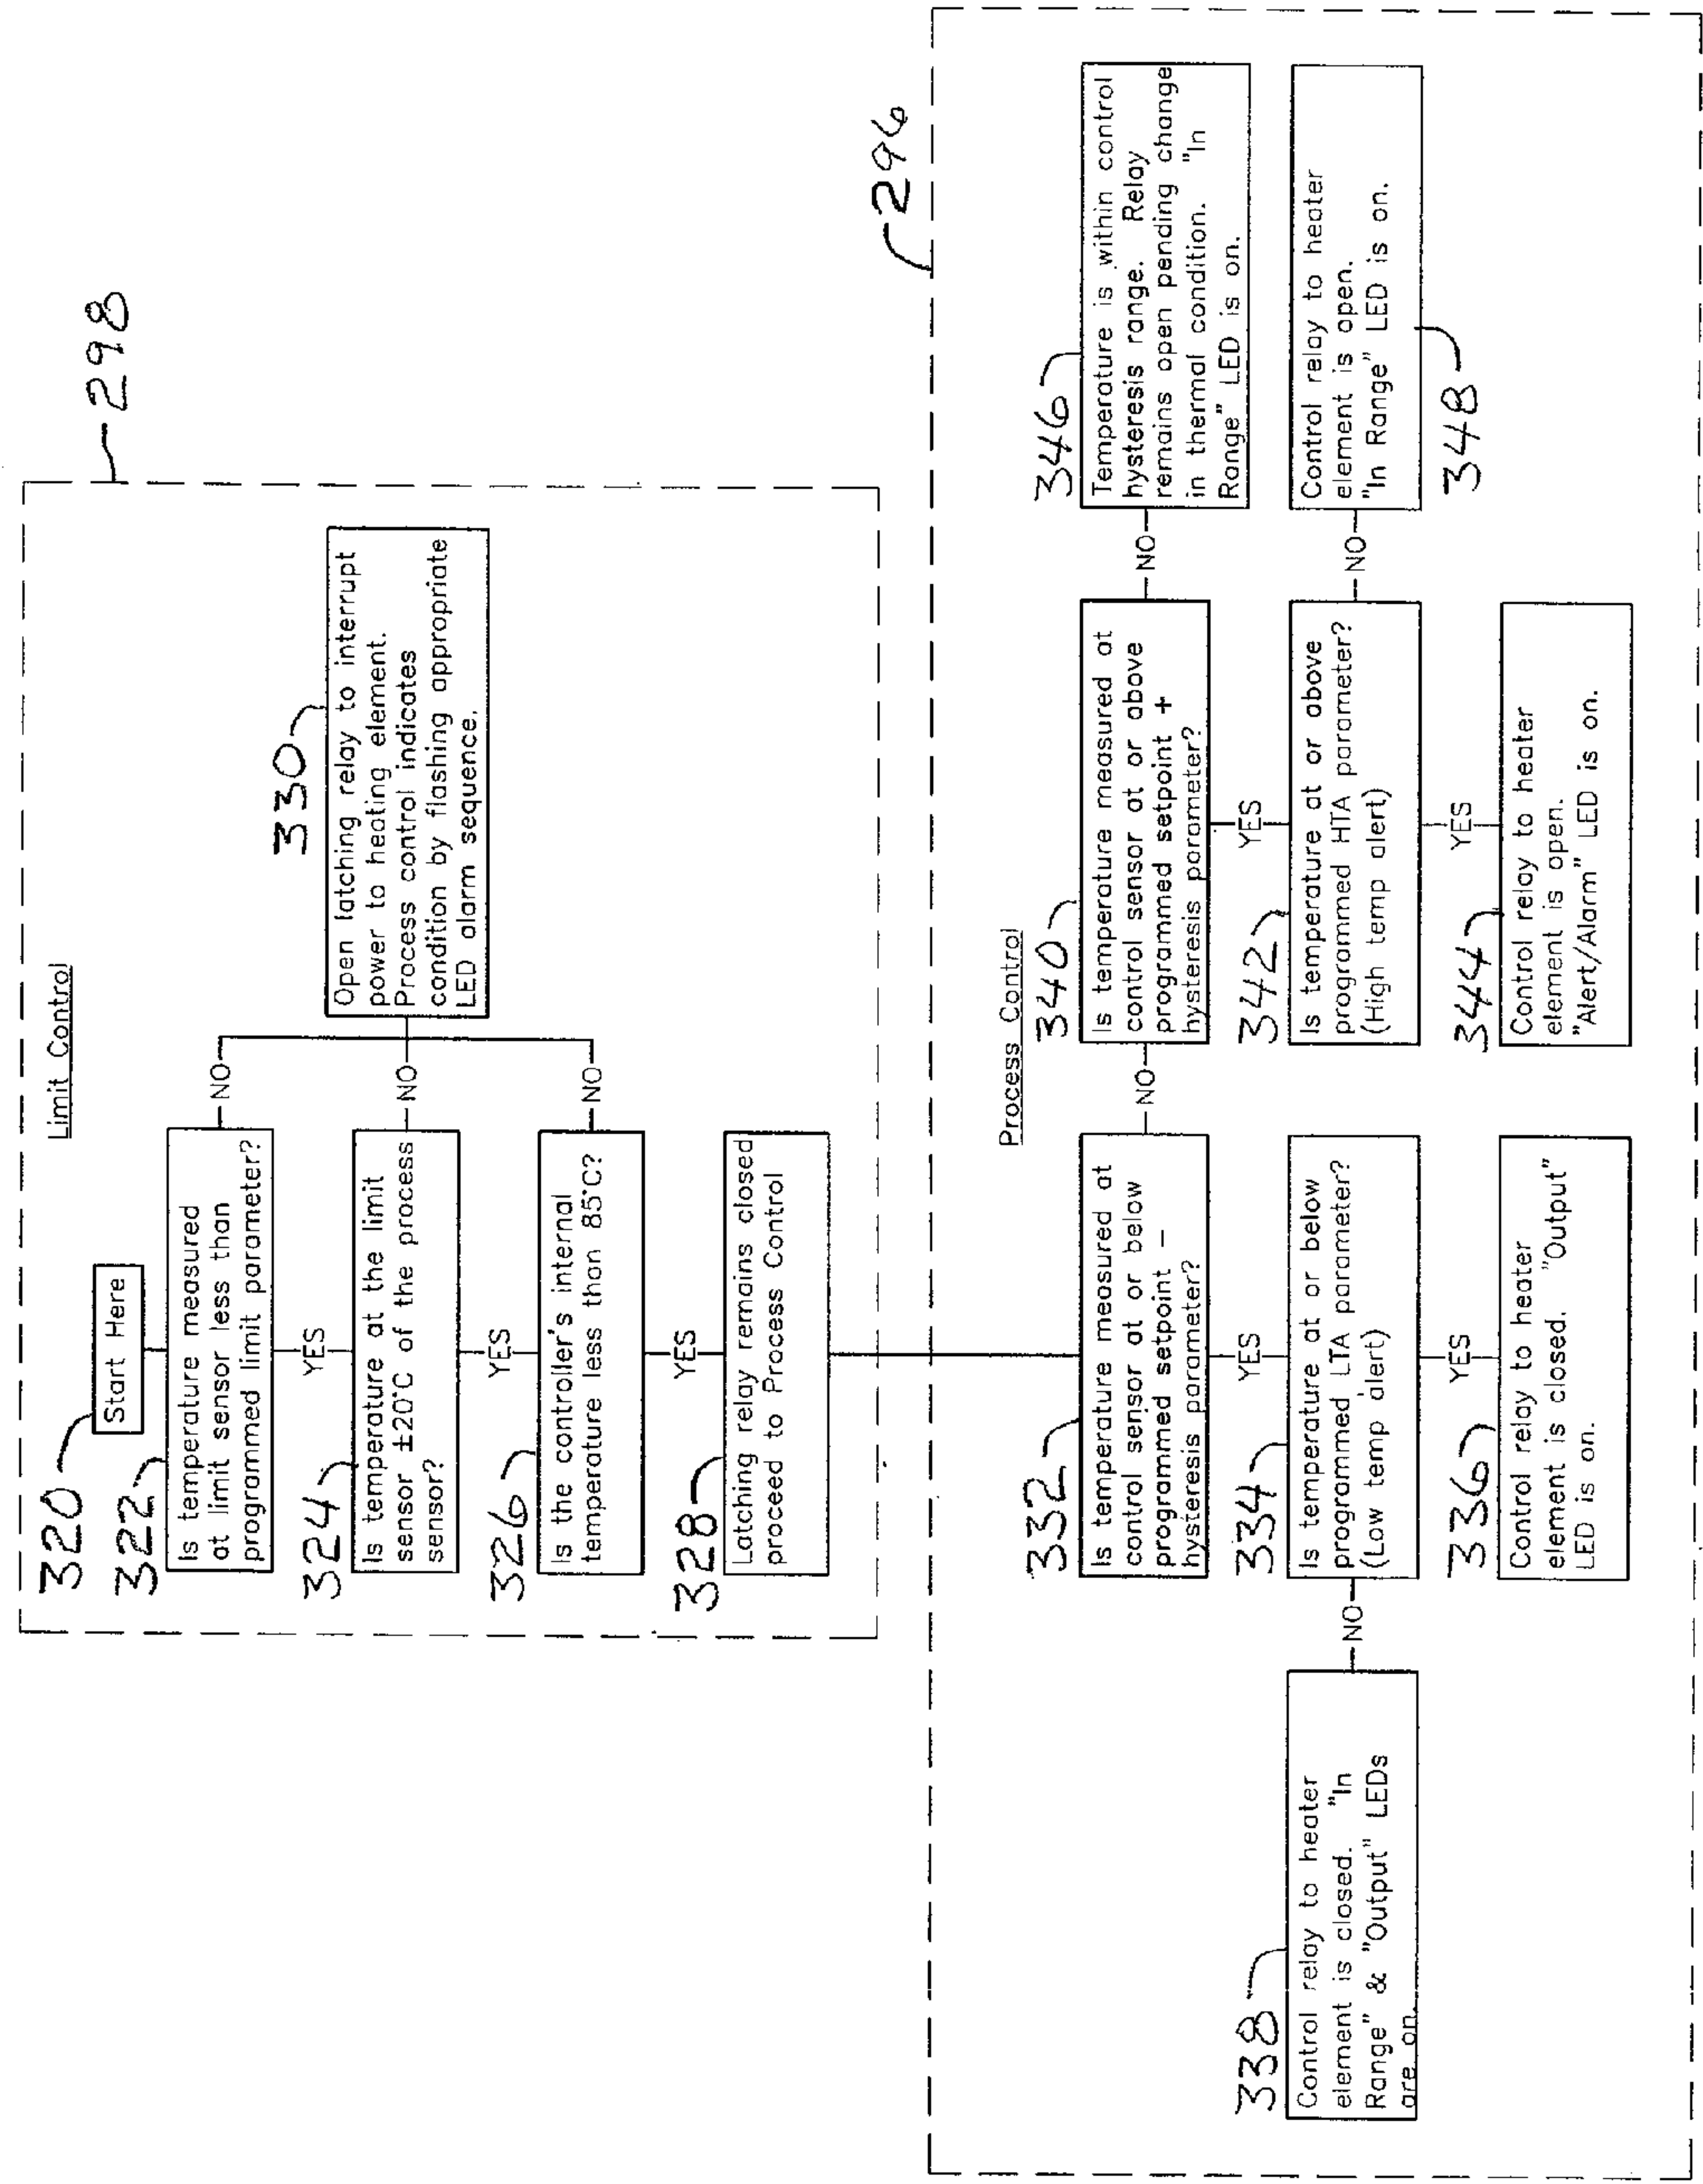 298
Limit Control
320
Start Here
322
Is temperature measured
at limit sensor less than
programmed limit parameter?
NO
YES
324
Is temperature at the limit
sensor ±20°C of the process
sensor?
NO
YES
326
Is the controller's internal
temperature less than 85°C?
NO
YES
328
Latching relay remains closed
proceed to Process Control
330
Open latching relay to interrupt
power to heating element.
Process control indicates
condition by flashing appropriate
LED alarm sequence.
296
Process Control
332
Is temperature measured at
control sensor at or below
programmed setpoint –
hysteresis parameter?
NO
YES
334
Is temperature at or below
programmed LTA parameter?
(Low temp alert)
NO
YES
336
Control relay to heater
element is closed. "Output"
LED is on.
338
Control relay to heater
element is closed. "In
Range" & "Output" LEDs
are on.
340
Is temperature measured at
control sensor at or above
programmed setpoint +
hysteresis parameter?
NO
YES
342
Is temperature at or above
programmed HTA parameter?
(High temp alert)
NO
YES
344
Control relay to heater
element is open.
"Alert/Alarm" LED is on.
346
Temperature is within control
hysteresis range. Relay
remains open pending change
in thermal condition. "In
Range" LED is on.
348
Control relay to heater
element is open.
"In Range" LED is on.